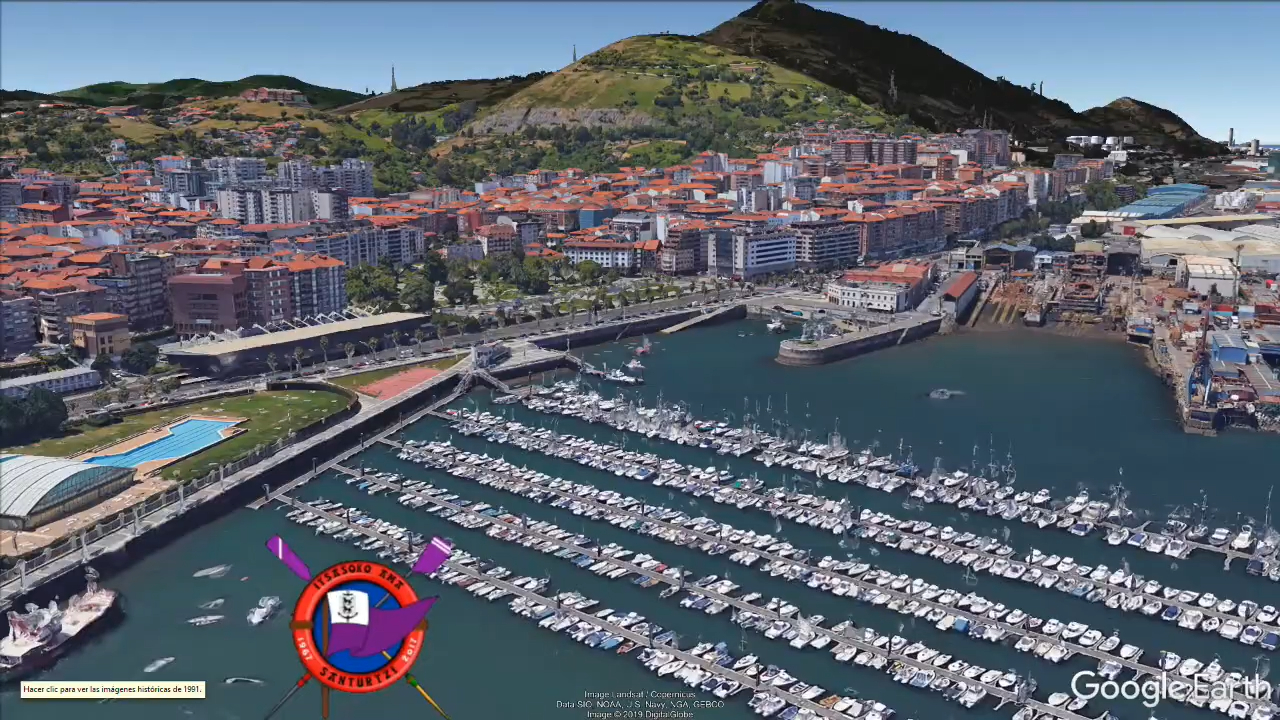 ITSASOKO AMA
1967
2017
SANTURTZI
Hacer clic para ver las imágenes históricas de 1991.
Image Landsat / Copernicus
Data SIO, NOAA, U.S. Navy, NGA, GEBCO
Image © 2019 DigitalGlobe
Google Earth